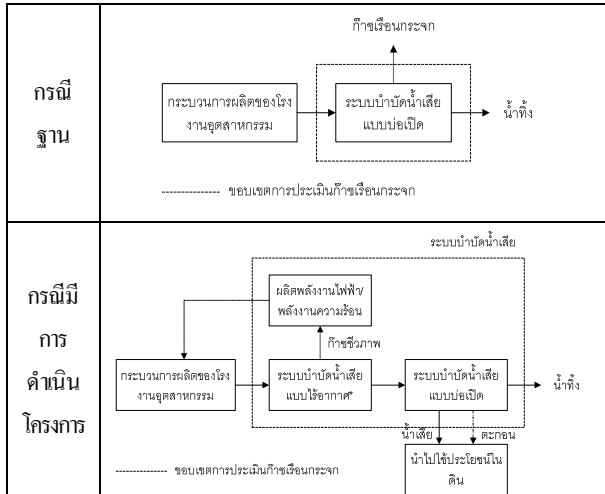 กรณี
ฐาน
ก๊าซเรือนกระจก
กระบวนการผลิตของโรง
งานอุตสาหกรรม
ระบบบำบัดน้ำเสีย
แบบบ่อเปิด
น้ำทิ้ง
ขอบเขตการประเมินก๊าซเรือนกระจก
กรณีมี
การ
ดำเนิน
โครงการ
ระบบบำบัดน้ำเสีย
ผลิตพลังงานไฟฟ้า/
พลังงานความร้อน
ก๊าซชีวภาพ
กระบวนการผลิตของโรง
งานอุตสาหกรรม
ระบบบำบัดน้ำเสีย
แบบไร้อากาศ*
ระบบบำบัดน้ำเสีย
แบบบ่อเปิด
น้ำทิ้ง
น้ำเสีย
ตะกอน
นำไปใช้ประโยชน์ใน
ดิน
ขอบเขตการประเมินก๊าซเรือนกระจก